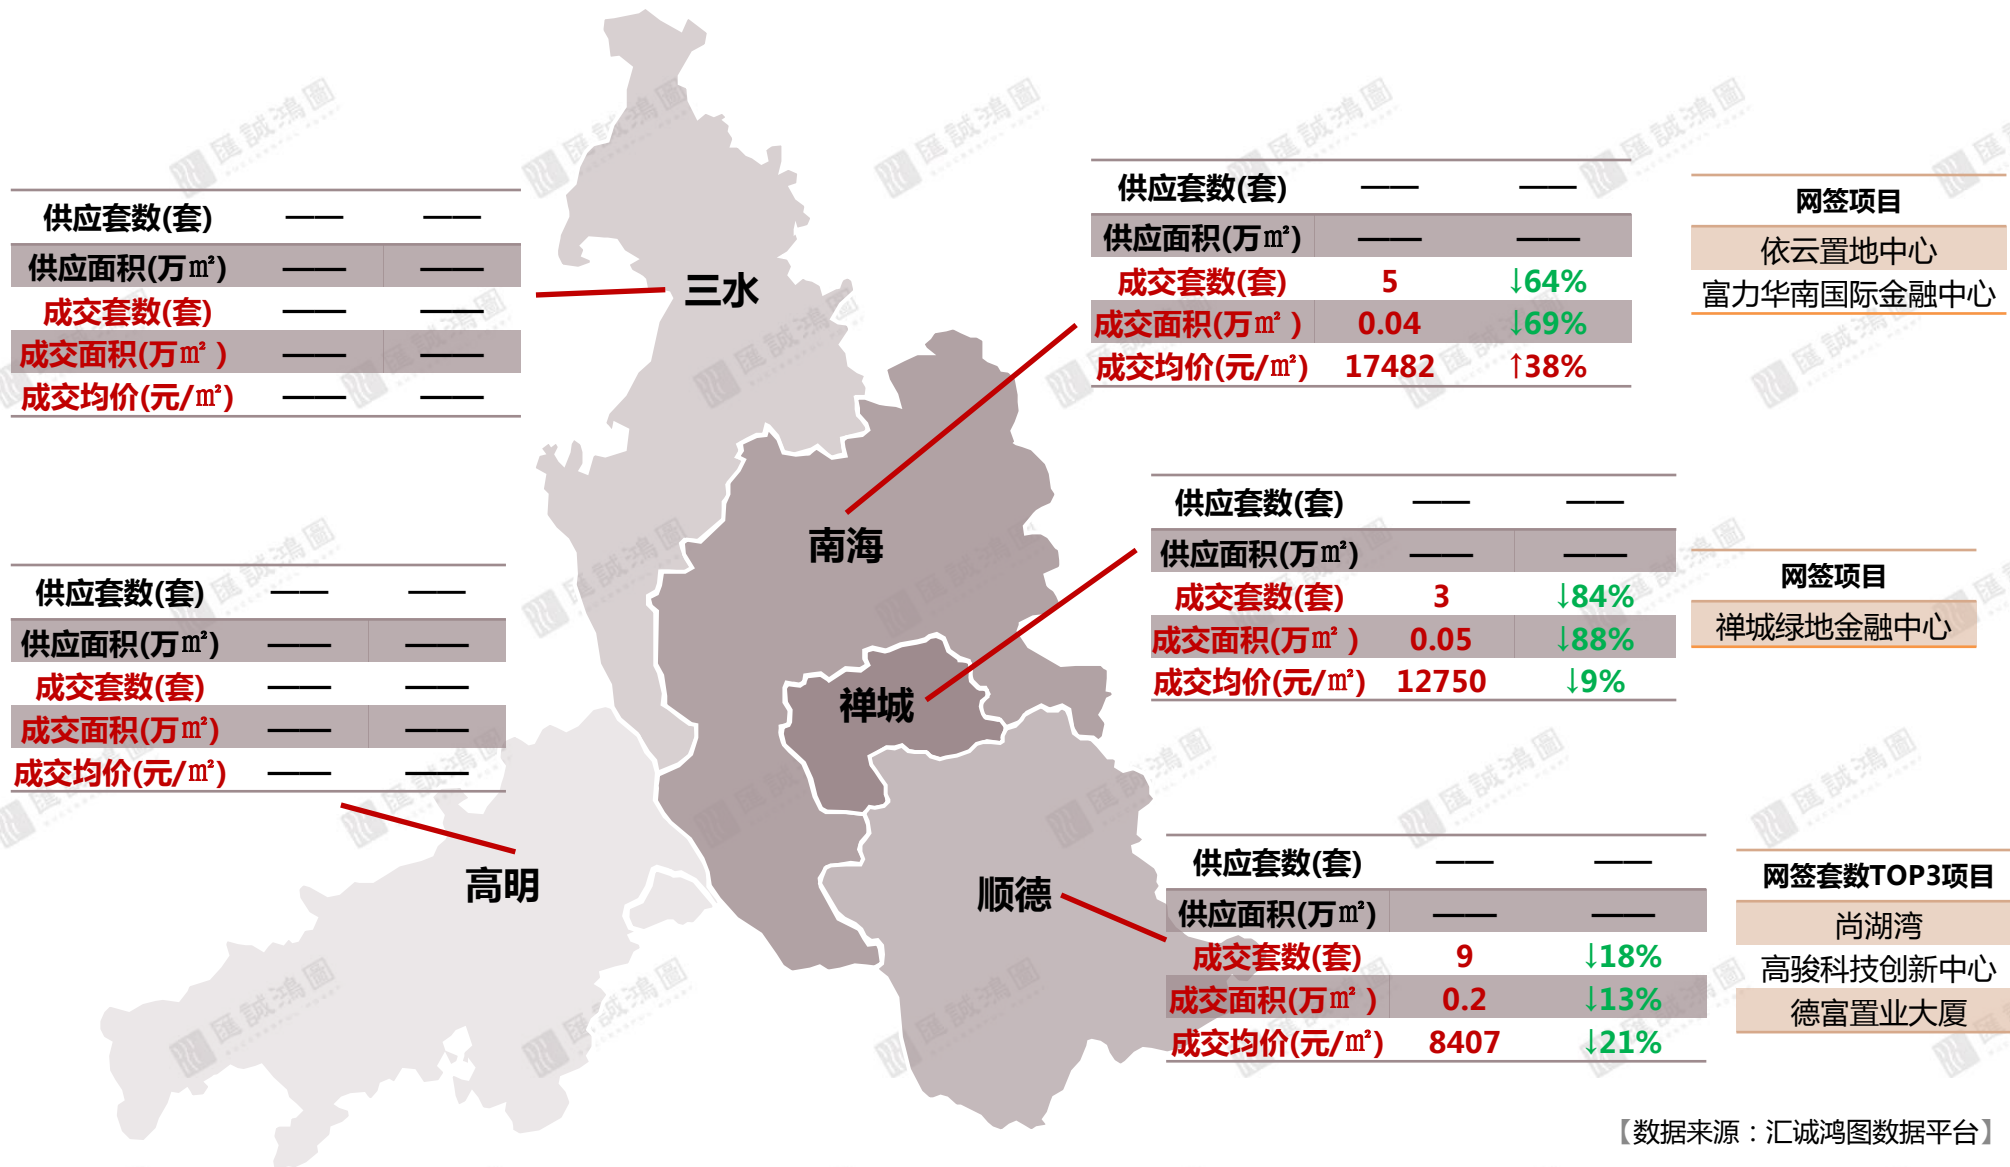 供应套数(套) —— ——
供应面积(万㎡) —— ——
成交套数(套) —— ——
成交面积(万㎡ ) —— ——
成交均价(元/㎡) —— ——
三水
供应套数(套) —— ——
供应面积(万㎡) —— ——
成交套数(套) 5 ↓64%
成交面积(万㎡ ) 0.04 ↓69%
成交均价(元/㎡) 17482 ↑38%
网签项目
依云置地中心
富力华南国际金融中心
南海
供应套数(套) —— ——
供应面积(万㎡) —— ——
成交套数(套) 3 ↓84%
成交面积(万㎡ ) 0.05 ↓88%
成交均价(元/㎡) 12750 ↓9%
网签项目
禅城绿地金融中心
禅城
供应套数(套) —— ——
供应面积(万㎡) —— ——
成交套数(套) —— ——
成交面积(万㎡) —— ——
成交均价(元/㎡) —— ——
高明
顺德
供应套数(套) —— ——
供应面积(万㎡) —— ——
成交套数(套) 9 ↓18%
成交面积(万㎡ ) 0.2 ↓13%
成交均价(元/㎡) 8407 ↓21%
网签套数TOP3项目
尚湖湾
高骏科技创新中心
德富置业大厦
【数据来源：汇诚鸿图数据平台】
匯誠鴻圖